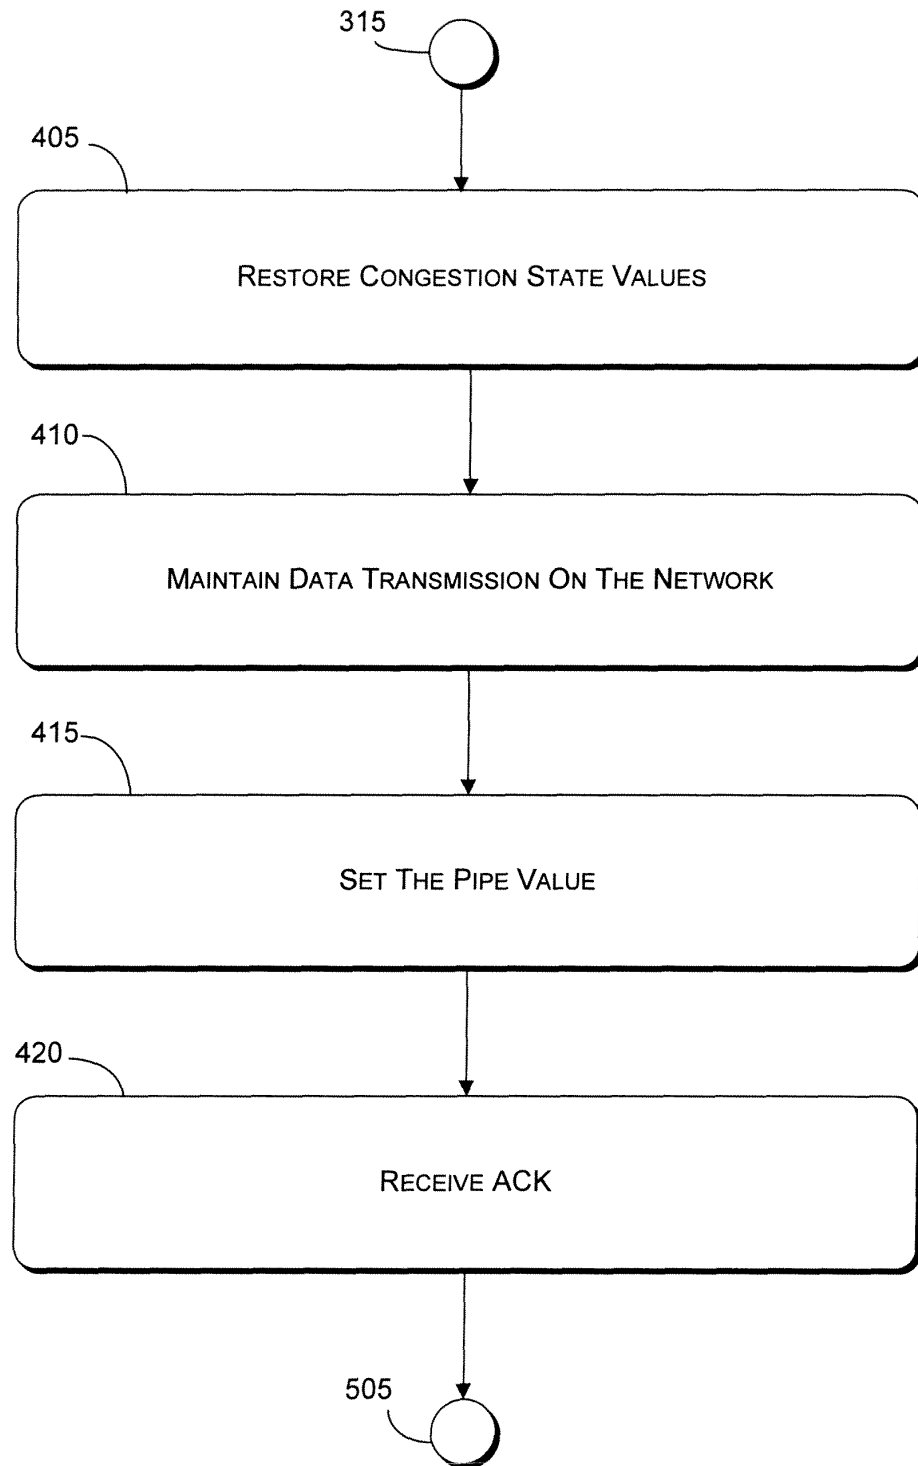 315
405
RESTORE CONGESTION STATE VALUES
410
MAINTAIN DATA TRANSMISSION ON THE NETWORK
415
SET THE PIPE VALUE
420
RECEIVE ACK
505